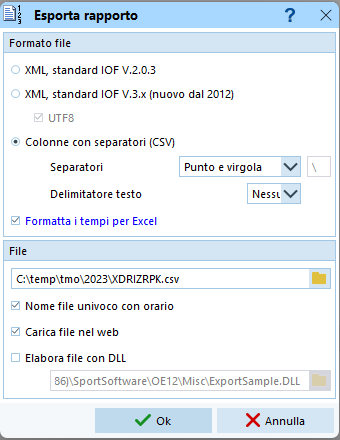 Esporta rapporto
Formato file
XML, standard IOF V.2.0.3
XML, standard IOF V.3.x (nuovo dal 2012)
UTF8
Colonne con separatori (CSV)
Separatori Punto e virgola \
Delimitatore testo Nessu
Formatta i tempi per Excel
File
C:\temp\tmo\2023\XDRIZRPK.csv
Nome file univoco con orario
Carica file nel web
Elabora file con DLL
86)\SportSoftware\OE12\Misc\ExportSample.DLL
Ok Annulla